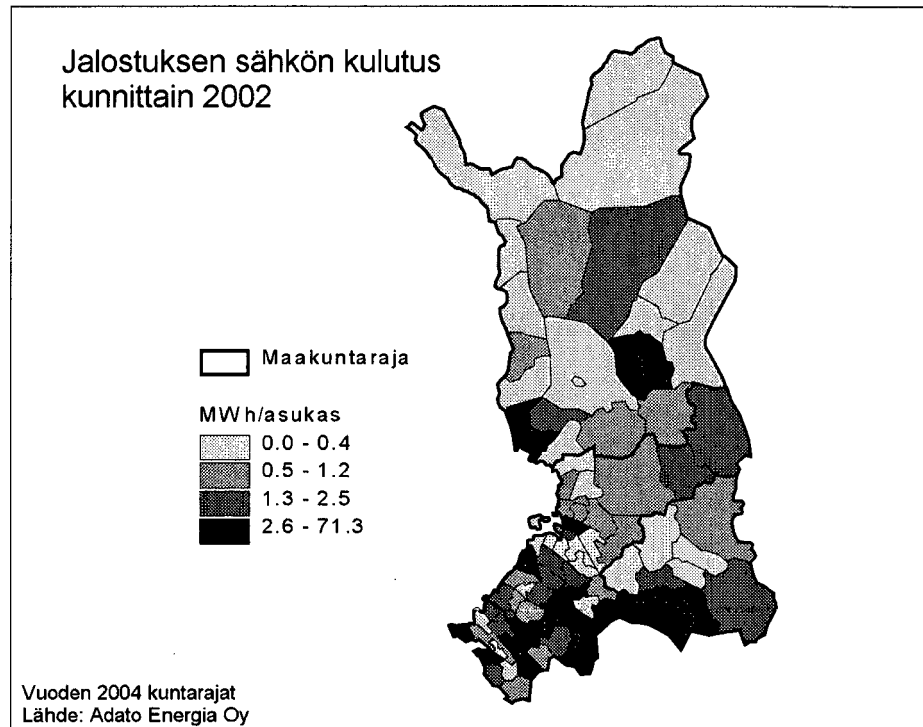 Jalostuksen sähkön kulutus
kunnittain 2002
Maakuntaraja
MWh/asukas
0.0 - 0.4
0.5 - 1.2
1.3 - 2.5
2.6 - 71.3
Vuoden 2004 kuntarajat
Lähde: Adato Energia Oy